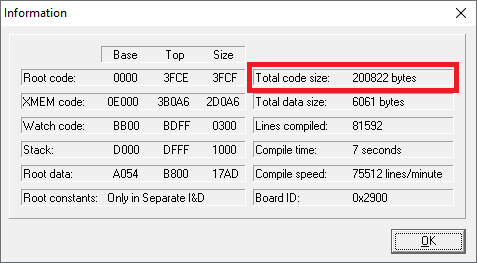 Information
Base Top Size
Root code: 0000 3FCE 3FCF Total code size: 200822 bytes
XMEM code: 0E000 3B0A6 2D0A6 Total data size: 6061 bytes
Watch code: BB00 BDFF 0300 Lines compiled: 81592
Stack: D000 DFFF 1000 Compile time: 7 seconds
Root data: A054 B800 17AD Compile speed: 75512 lines/minute
Root constants: Only in Separate I&D Board ID: 0x2900
OK